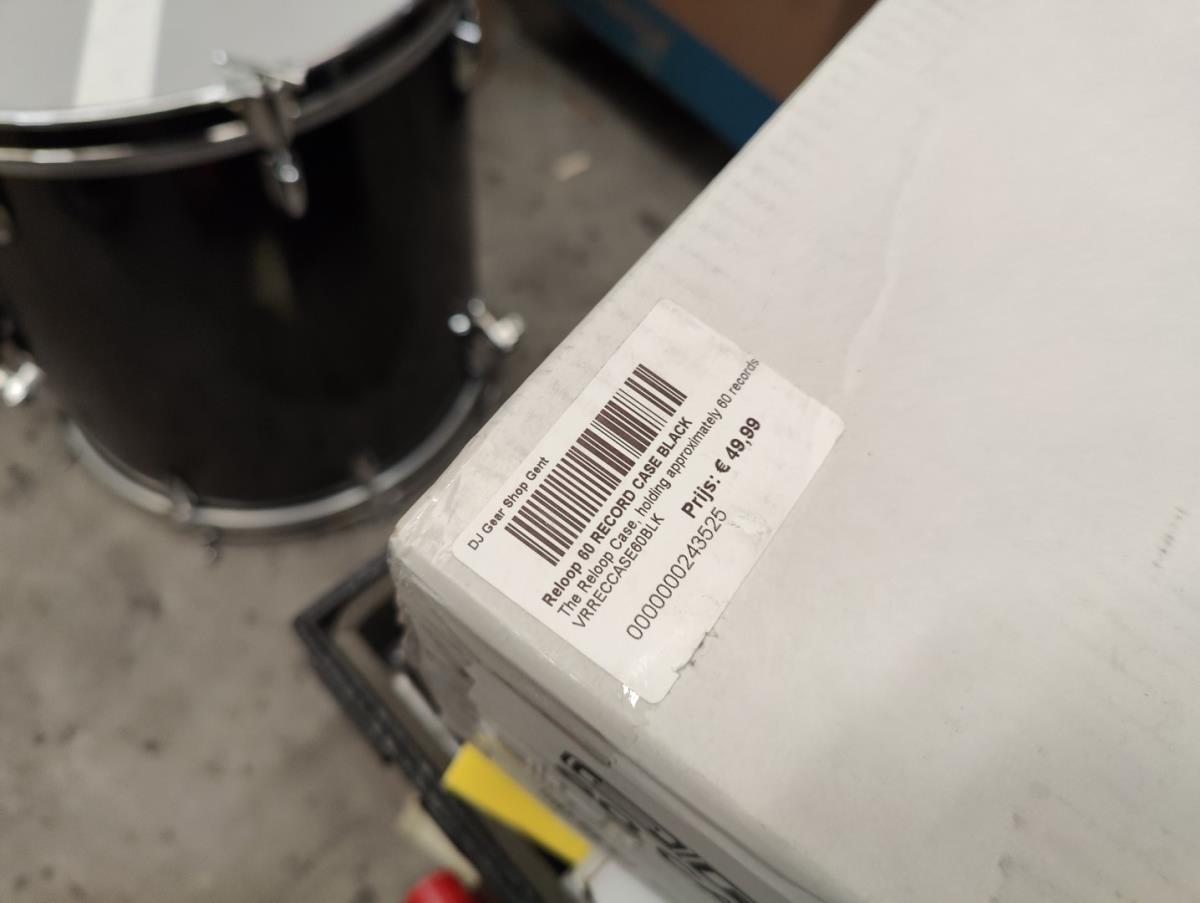 DJ Gear Shop Gent
Reloop 60 RECORD CASE BLACK
The Reloop Case, holding approximately 60 records
VRRECCASE60BLK
Prijs: € 49,99
0000000243525